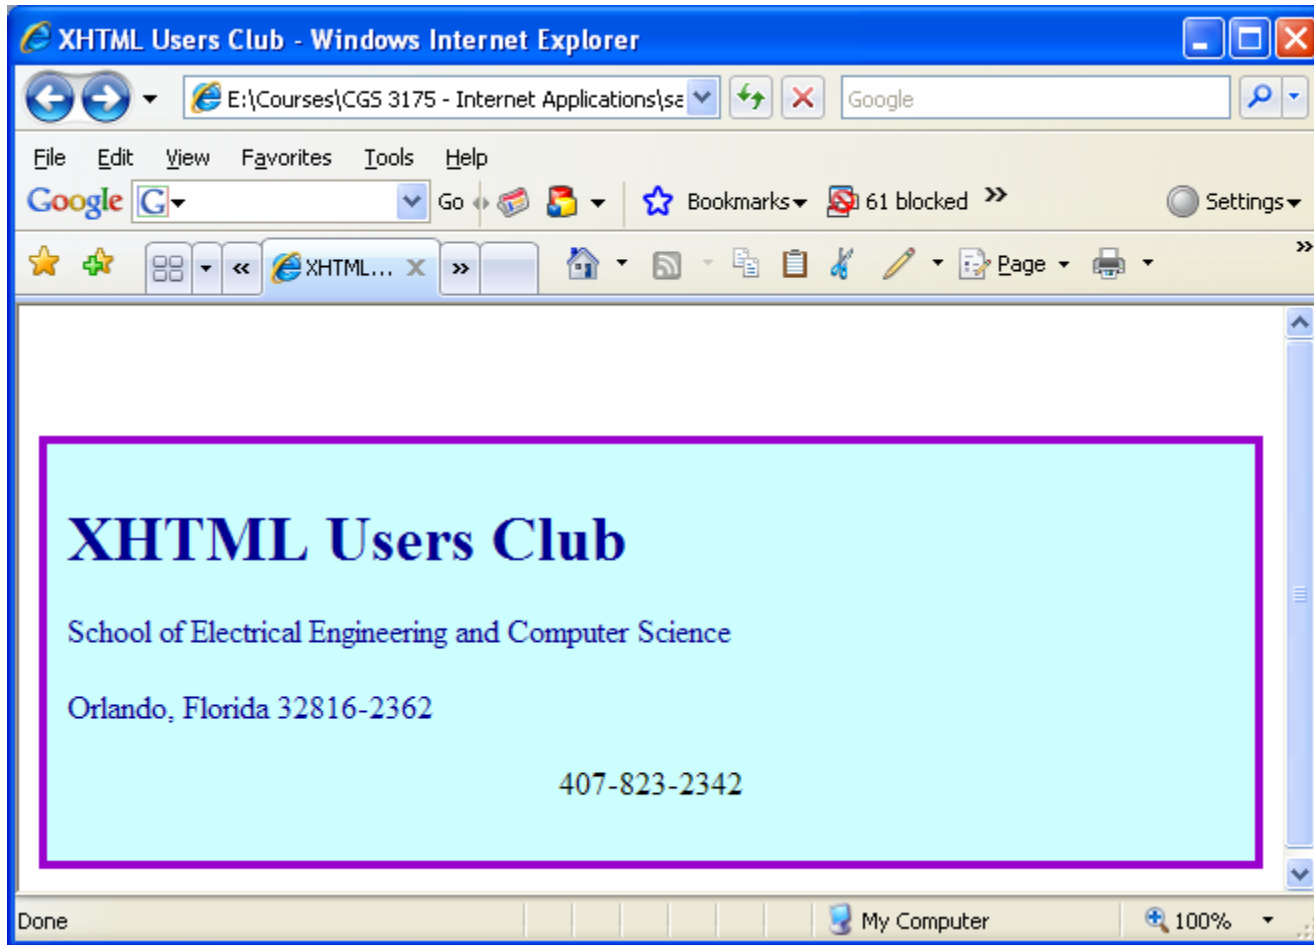 XHTML Users Club - Windows Internet Explorer
E:\Courses\CGS 3175 - Internet Applications\sa
Google
File Edit View Favorites Tools Help
Google G Go Bookmarks 61 blocked » Settings
« XHTML... X » Page »
XHTML Users Club
School of Electrical Engineering and Computer Science
Orlando, Florida 32816-2362
407-823-2342
Done My Computer 100%